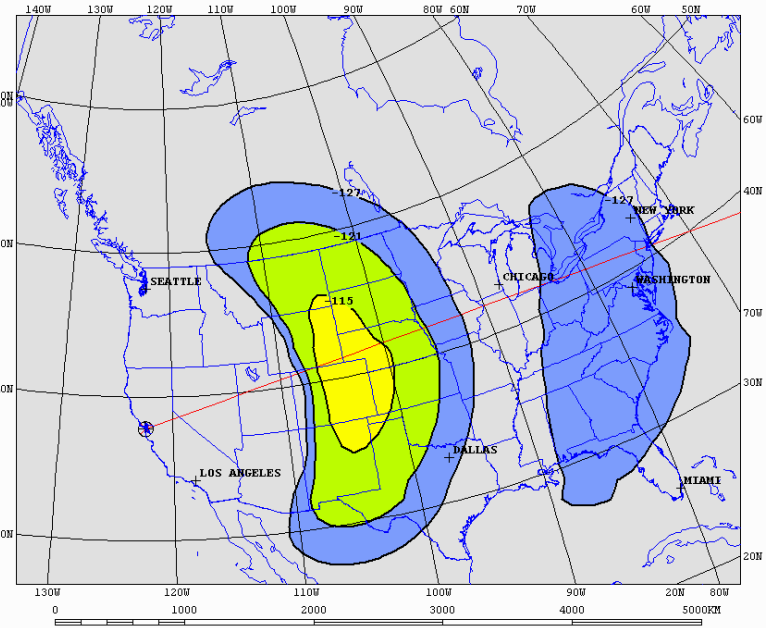 140W 130W 120W 110W 100W 90W 80W 60N 70W 60W 50N
60W
-127
40N
-127
NEW YORK
-121
SEATTLE
CHICAGO
WASHINGTON
-115
70W
30N
DALLAS
LOS ANGELES
MIAMI
20N
130W 120W 110W 100W 90W 20N 80W
0 1000 2000 3000 4000 5000KM